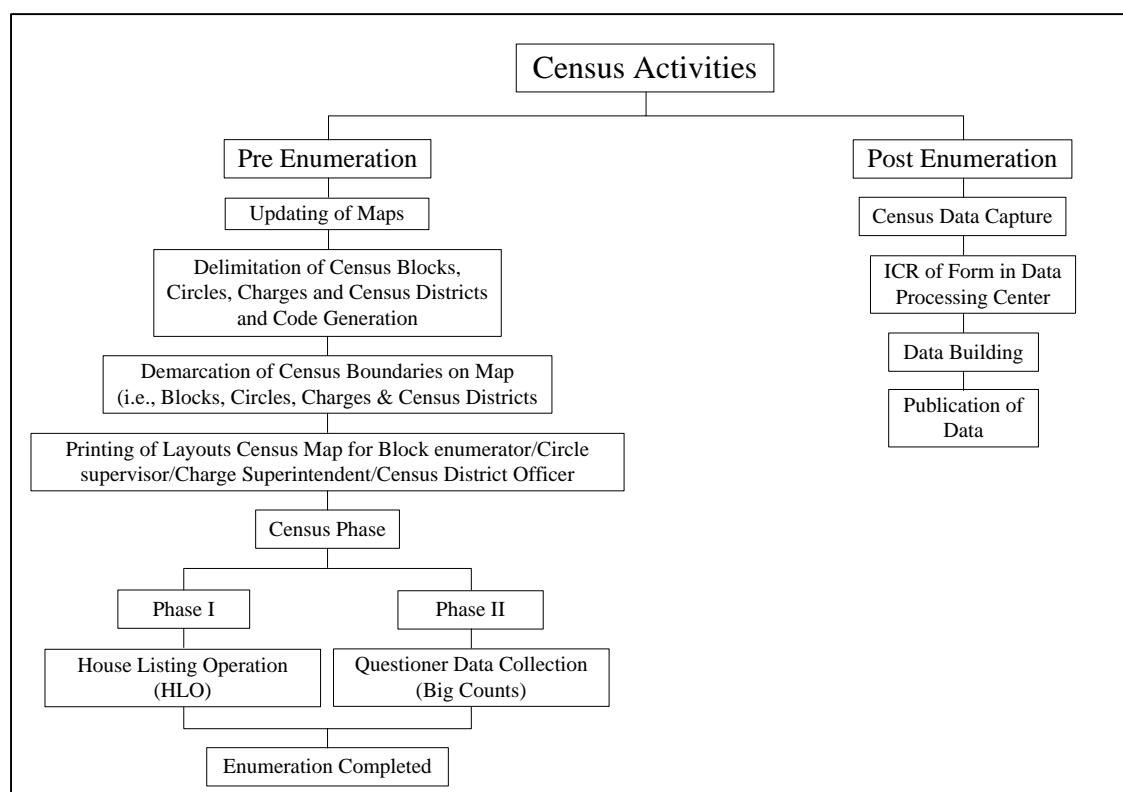 Census Activities
Pre Enumeration
Updating of Maps
Delimitation of Census Blocks,
Circles, Charges and Census Districts
and Code Generation
Demarcation of Census Boundaries on Map
(i.e., Blocks, Circles, Charges & Census Districts
Printing of Layouts Census Map for Block enumerator/Circle
supervisor/Charge Superintendent/Census District Officer
Census Phase
Phase I
House Listing Operation
(HLO)
Phase II
Questioner Data Collection
(Big Counts)
Enumeration Completed
Post Enumeration
Census Data Capture
ICR of Form in Data
Processing Center
Data Building
Publication of
Data